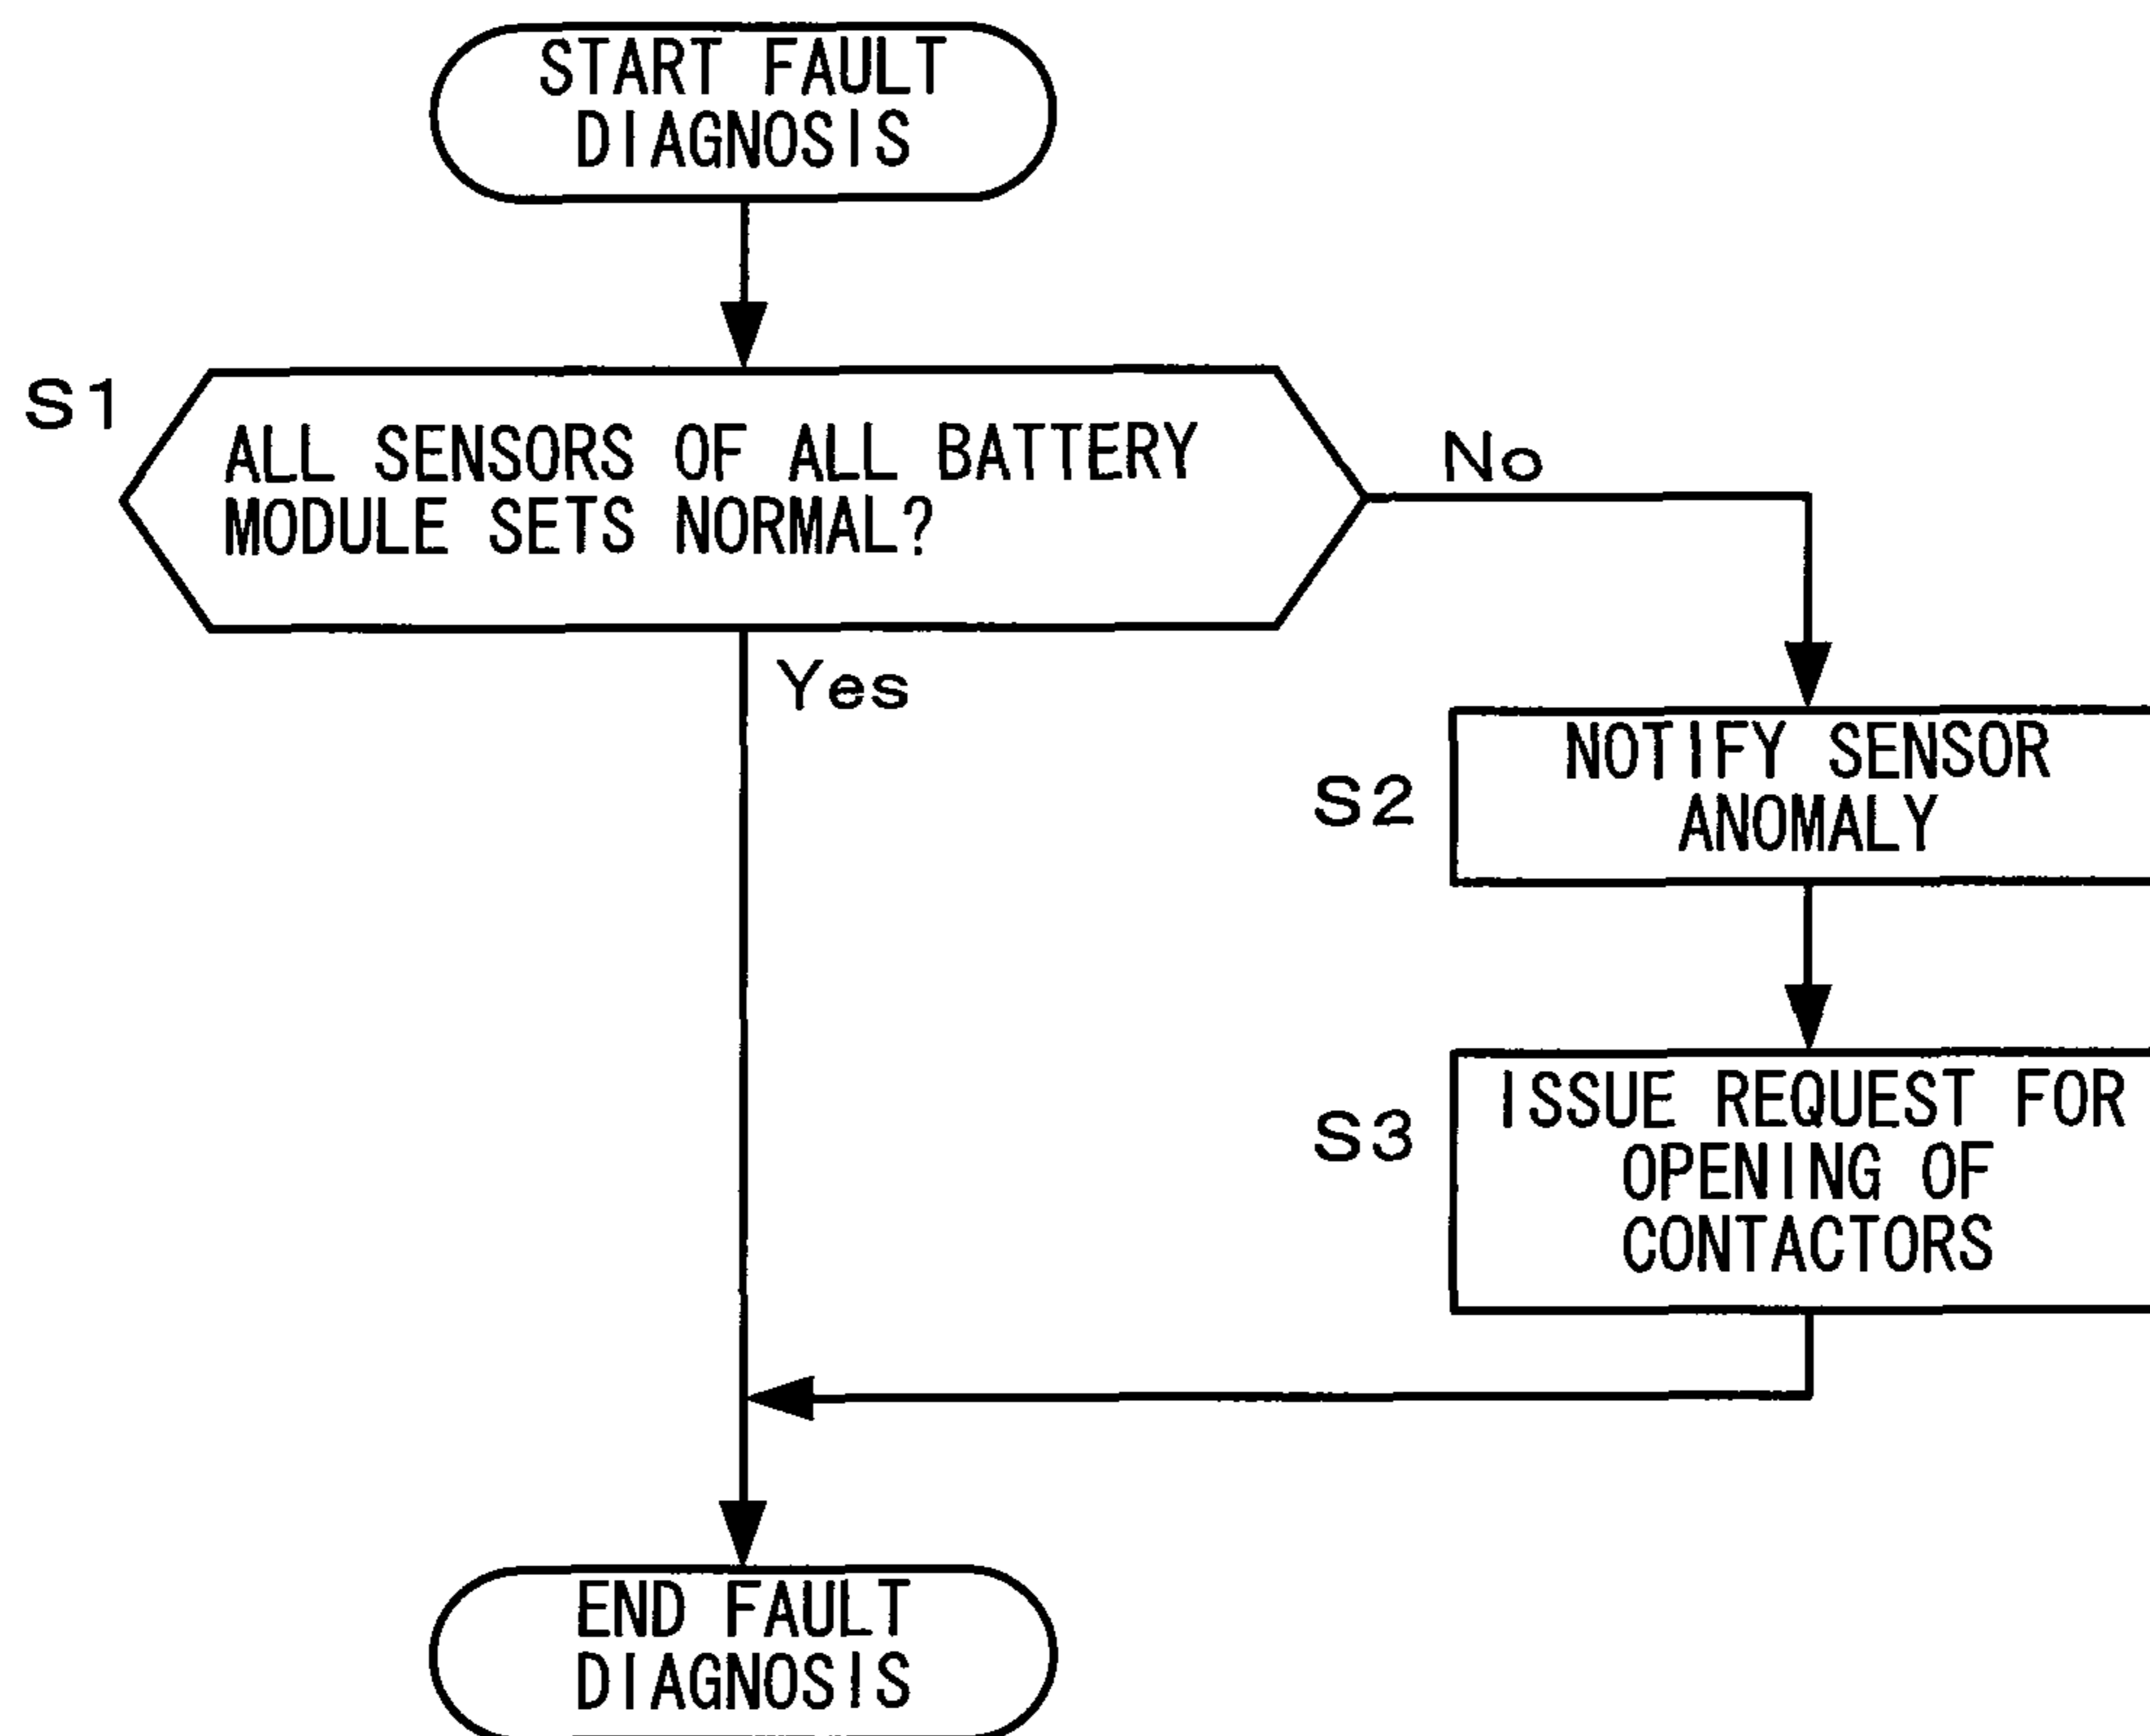 START FAULT
DIAGNOSIS
S1
ALL SENSORS OF ALL BATTERY
MODULE SETS NORMAL?
No
Yes
S2
NOTIFY SENSOR
ANOMALY
S3
ISSUE REQUEST FOR
OPENING OF
CONTACTORS
END FAULT
DIAGNOSIS